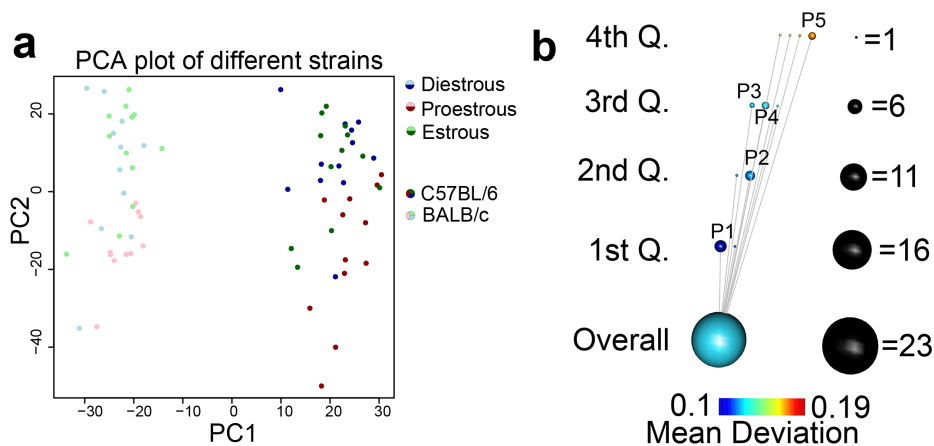 a
PCA plot of different strains
PC2
20
0
−20
−40
−30
−20
−10
0
10
20
30
PC1
Diestrous
Proestrous
Estrous
C57BL/6
BALB/c
b
4th Q.
P5
=1
3rd Q.
P3
P4
=6
2nd Q.
P2
=11
1st Q.
P1
=16
Overall
=23
0.1
0.19
Mean Deviation